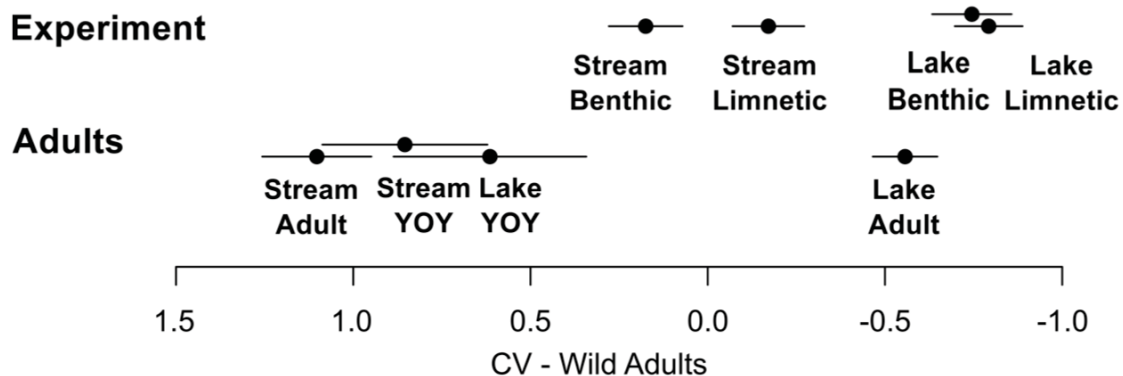 Experiment
Stream Stream Lake Lake
Benthic Limnetic Benthic Limnetic
Adults
Stream Stream Lake Lake
Adult YOY YOY Adult
1.5 1.0 0.5 0.0 -0.5 -1.0
CV - Wild Adults